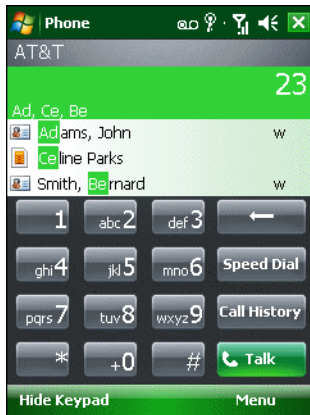 Phone
AT&T
23
Ad, Ce, Be
Adams, John w
Celine Parks
Smith, Bernard w
1 abc2 def3
ghi4 jkl5 mno6 Speed Dial
pqrs7 tuv8 wxyz9 Call History
* +0 # Talk
Hide Keypad Menu